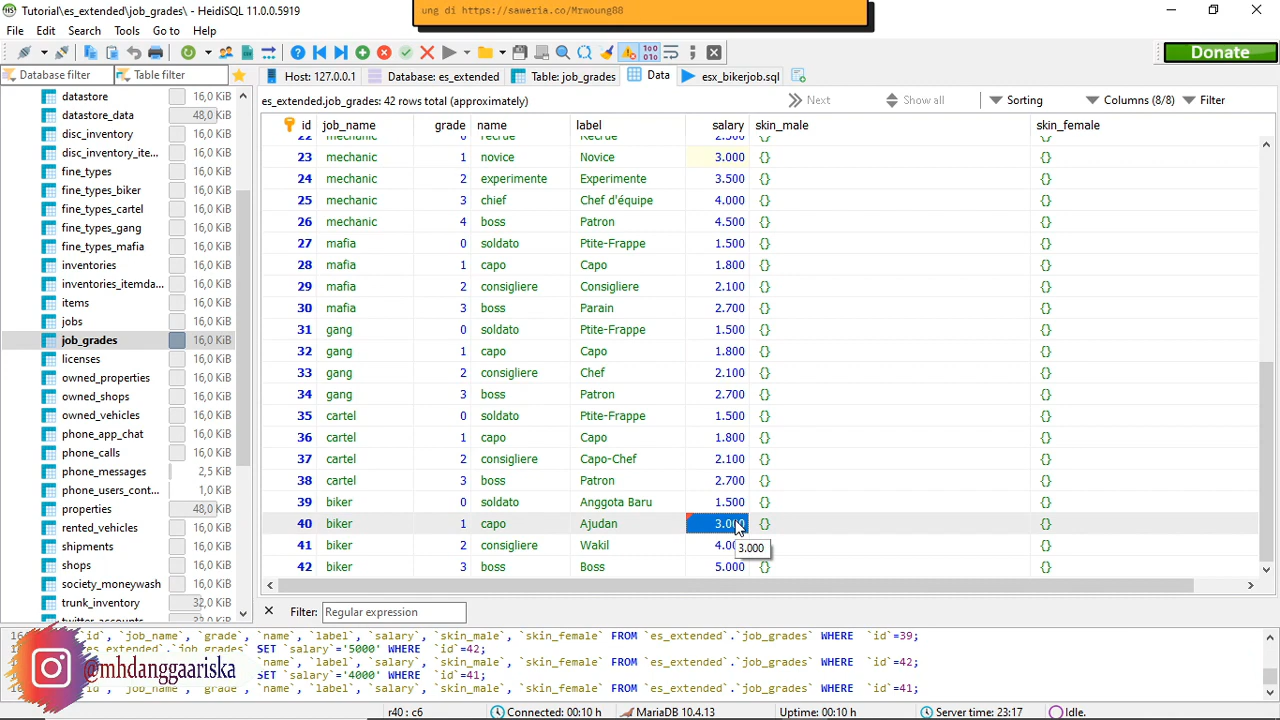 Tutorial\es_extended\job_grades\ - HeidiSQL 11.0.0.5919
ung di https://saweria.co/Mrwoung88
File Edit Search Tools Go to Help
Donate
Database filter Table filter Host: 127.0.0.1 Database: es_extended Table: job_grades Data esx_bikerjob.sql
es_extended.job_grades: 42 rows total (approximately) Next Show all Sorting Columns (8/8) Filter
datastore 16,0 KiB
datastore_data 48,0 KiB
disc_inventory 16,0 KiB
disc_inventory_ite... 16,0 KiB
fine_types 16,0 KiB
fine_types_biker 16,0 KiB
fine_types_cartel 16,0 KiB
fine_types_gang 16,0 KiB
fine_types_mafia 16,0 KiB
inventories 16,0 KiB
inventories_itemda... 16,0 KiB
items 16,0 KiB
jobs 16,0 KiB
job_grades 16,0 KiB
licenses 16,0 KiB
owned_properties 16,0 KiB
owned_shops 16,0 KiB
owned_vehicles 16,0 KiB
phone_app_chat 16,0 KiB
phone_calls 16,0 KiB
phone_messages 2,5 KiB
phone_users_cont... 1,0 KiB
properties 48,0 KiB
rented_vehicles 16,0 KiB
shipments 16,0 KiB
shops 16,0 KiB
society_moneywash 16,0 KiB
trunk_inventory 32,0 KiB
twitter_accounts
id job_name grade name label salary skin_male skin_female
22 mechanic 0 recrue Recrue 2.500 {} {}
23 mechanic 1 novice Novice 3.000 {} {}
24 mechanic 2 experimente Experimente 3.500 {} {}
25 mechanic 3 chief Chef d'équipe 4.000 {} {}
26 mechanic 4 boss Patron 4.500 {} {}
27 mafia 0 soldato Ptite-Frappe 1.500 {} {}
28 mafia 1 capo Capo 1.800 {} {}
29 mafia 2 consigliere Consigliere 2.100 {} {}
30 mafia 3 boss Parain 2.700 {} {}
31 gang 0 soldato Ptite-Frappe 1.500 {} {}
32 gang 1 capo Capo 1.800 {} {}
33 gang 2 consigliere Chef 2.100 {} {}
34 gang 3 boss Patron 2.700 {} {}
35 cartel 0 soldato Ptite-Frappe 1.500 {} {}
36 cartel 1 capo Capo 1.800 {} {}
37 cartel 2 consigliere Capo-Chef 2.100 {} {}
38 cartel 3 boss Patron 2.700 {} {}
39 biker 0 soldato Anggota Baru 1.500 {} {}
40 biker 1 capo Ajudan 3.000 {} {}
41 biker 2 consigliere Wakil 4.00 {} {}
3.000
42 biker 3 boss Boss 5.000 {} {}
Filter: Regular expression
`id`, `job_name`, `grade`, `name`, `label`, `salary`, `skin_male`, `skin_female` FROM `es_extended`.`job_grades` WHERE `id`=39;
SET `salary`='5000' WHERE `id`=42;
`id`, `job_name`, `grade`, `name`, `label`, `salary`, `skin_male`, `skin_female` FROM `es_extended`.`job_grades` WHERE `id`=42;
SET `salary`='4000' WHERE `id`=41;
`id`, `job_name`, `grade`, `name`, `label`, `salary`, `skin_male`, `skin_female` FROM `es_extended`.`job_grades` WHERE `id`=41;
@mhdanggaariska
r40 : c6 Connected: 00:10 h MariaDB 10.4.13 Uptime: 00:10 h Server time: 23:17 Idle.